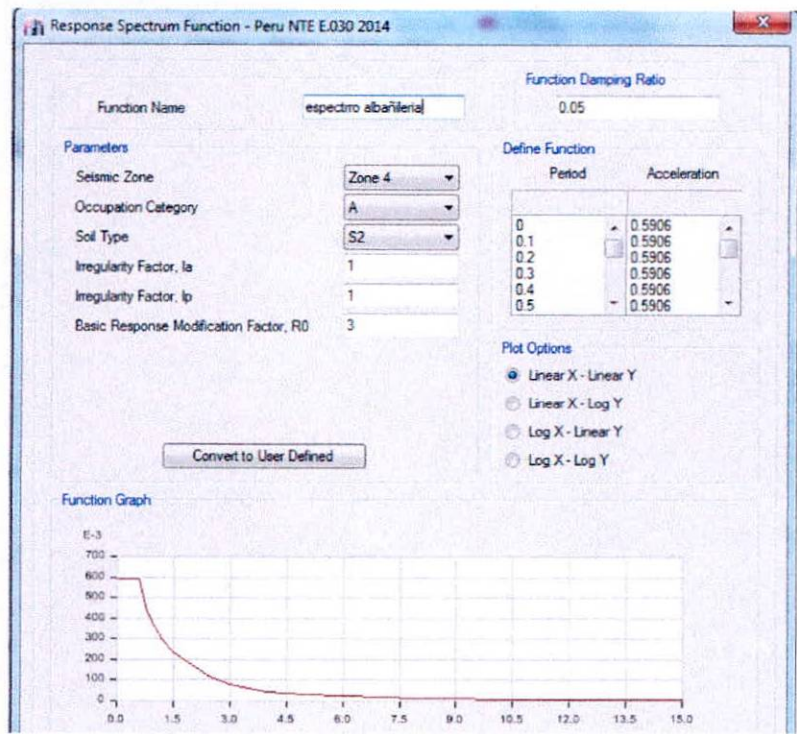 Response Spectrum Function - Peru NTE E.030 2014
Function Name
espectrro albañileria
Function Damping Ratio
0.05
Parameters
Seismic Zone
Zone 4
Occupation Category
A
Soil Type
S2
Irregularity Factor, Ia
1
Irregularity Factor, Ip
1
Basic Response Modification Factor, R0
3
Convert to User Defined
Define Function
Period Acceleration
0 0.5906
0.1 0.5906
0.2 0.5906
0.3 0.5906
0.4 0.5906
0.5 0.5906
Plot Options
Linear X - Linear Y
Linear X - Log Y
Log X - Linear Y
Log X - Log Y
Function Graph
E-3
700
600
500
400
300
200
100
0
0.0 1.5 3.0 4.5 6.0 7.5 9.0 10.5 12.0 13.5 15.0